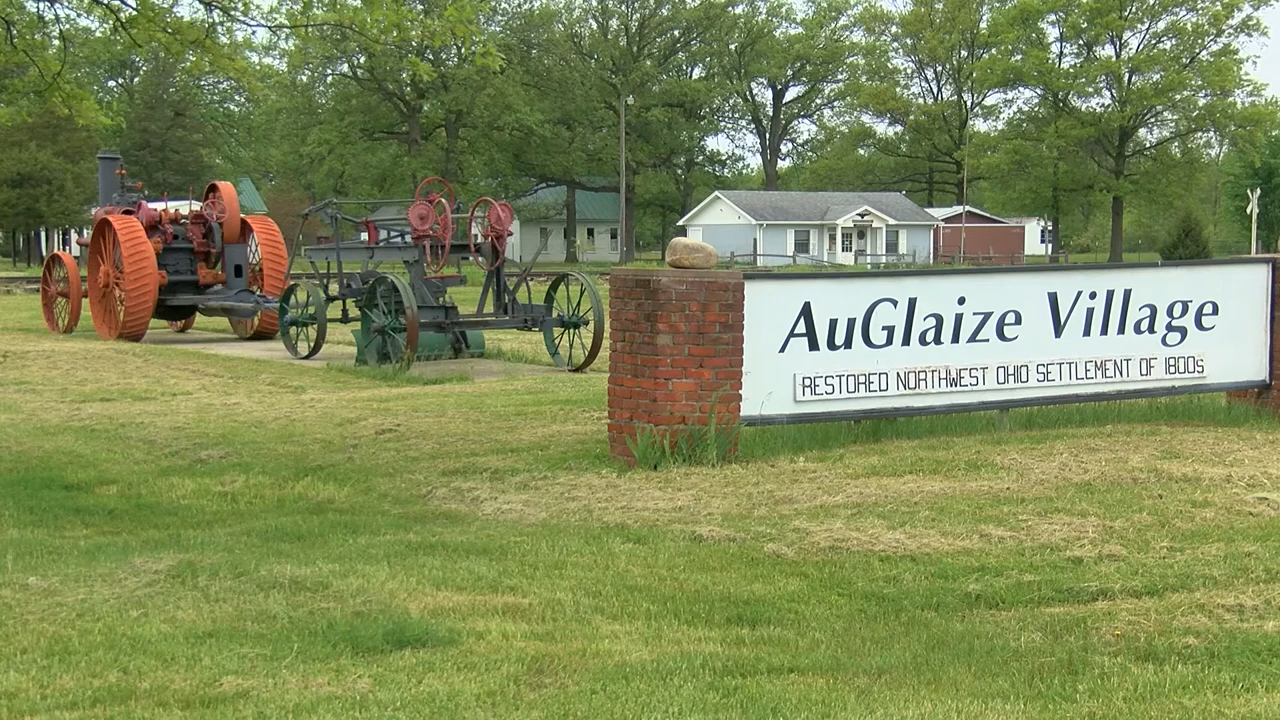 AuGlaize Village
RESTORED NORTHWEST OHIO SETTLEMENT OF 1800s